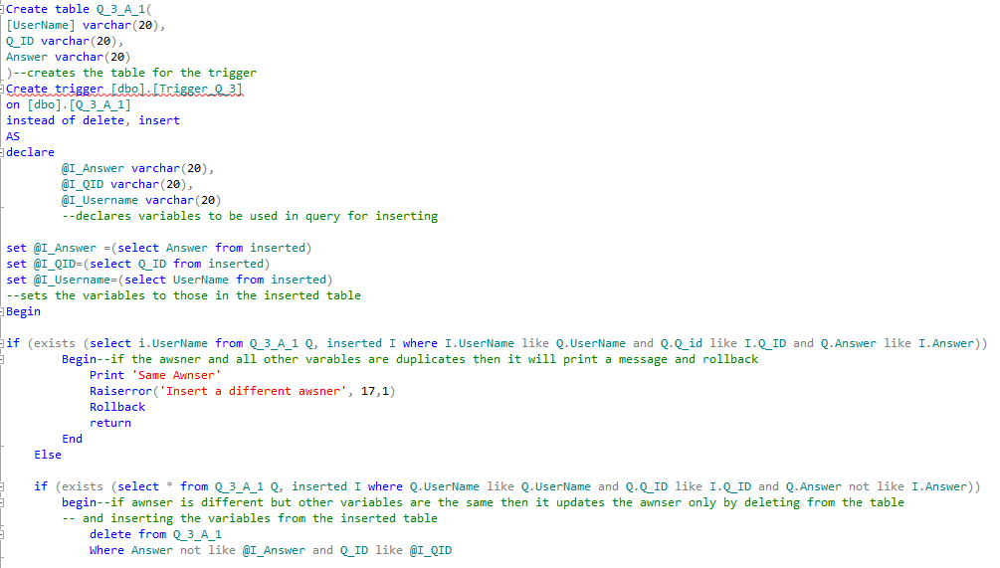 Create table Q_3_A_1(
[UserName] varchar(20),
Q_ID varchar(20),
Answer varchar(20)
)--creates the table for the trigger
Create trigger [dbo].[Trigger_Q_3]
on [dbo].[Q_3_A_1]
instead of delete, insert
AS
declare
@I_Answer varchar(20),
@I_QID varchar(20),
@I_Username varchar(20)
--declares variables to be used in query for inserting
set @I_Answer =(select Answer from inserted)
set @I_QID=(select Q_ID from inserted)
set @I_Username=(select UserName from inserted)
--sets the variables to those in the inserted table
Begin
if (exists (select i.UserName from Q_3_A_1 Q, inserted I where I.UserName like Q.UserName and Q.Q_id like I.Q_ID and Q.Answer like I.Answer))
Begin--if the awsner and all other varables are duplicates then it will print a message and rollback
Print 'Same Awnser'
Raiserror('Insert a different awsner', 17,1)
Rollback
return
End
Else
if (exists (select * from Q_3_A_1 Q, inserted I where Q.UserName like Q.UserName and Q.Q_ID like I.Q_ID and Q.Answer not like I.Answer))
begin--if awsner is different but other variables are the same then it updates the awsner only by deleting from the table
-- and inserting the variables from the inserted table
delete from Q_3_A_1
Where Answer not like @I_Answer and Q_ID like @I_QID